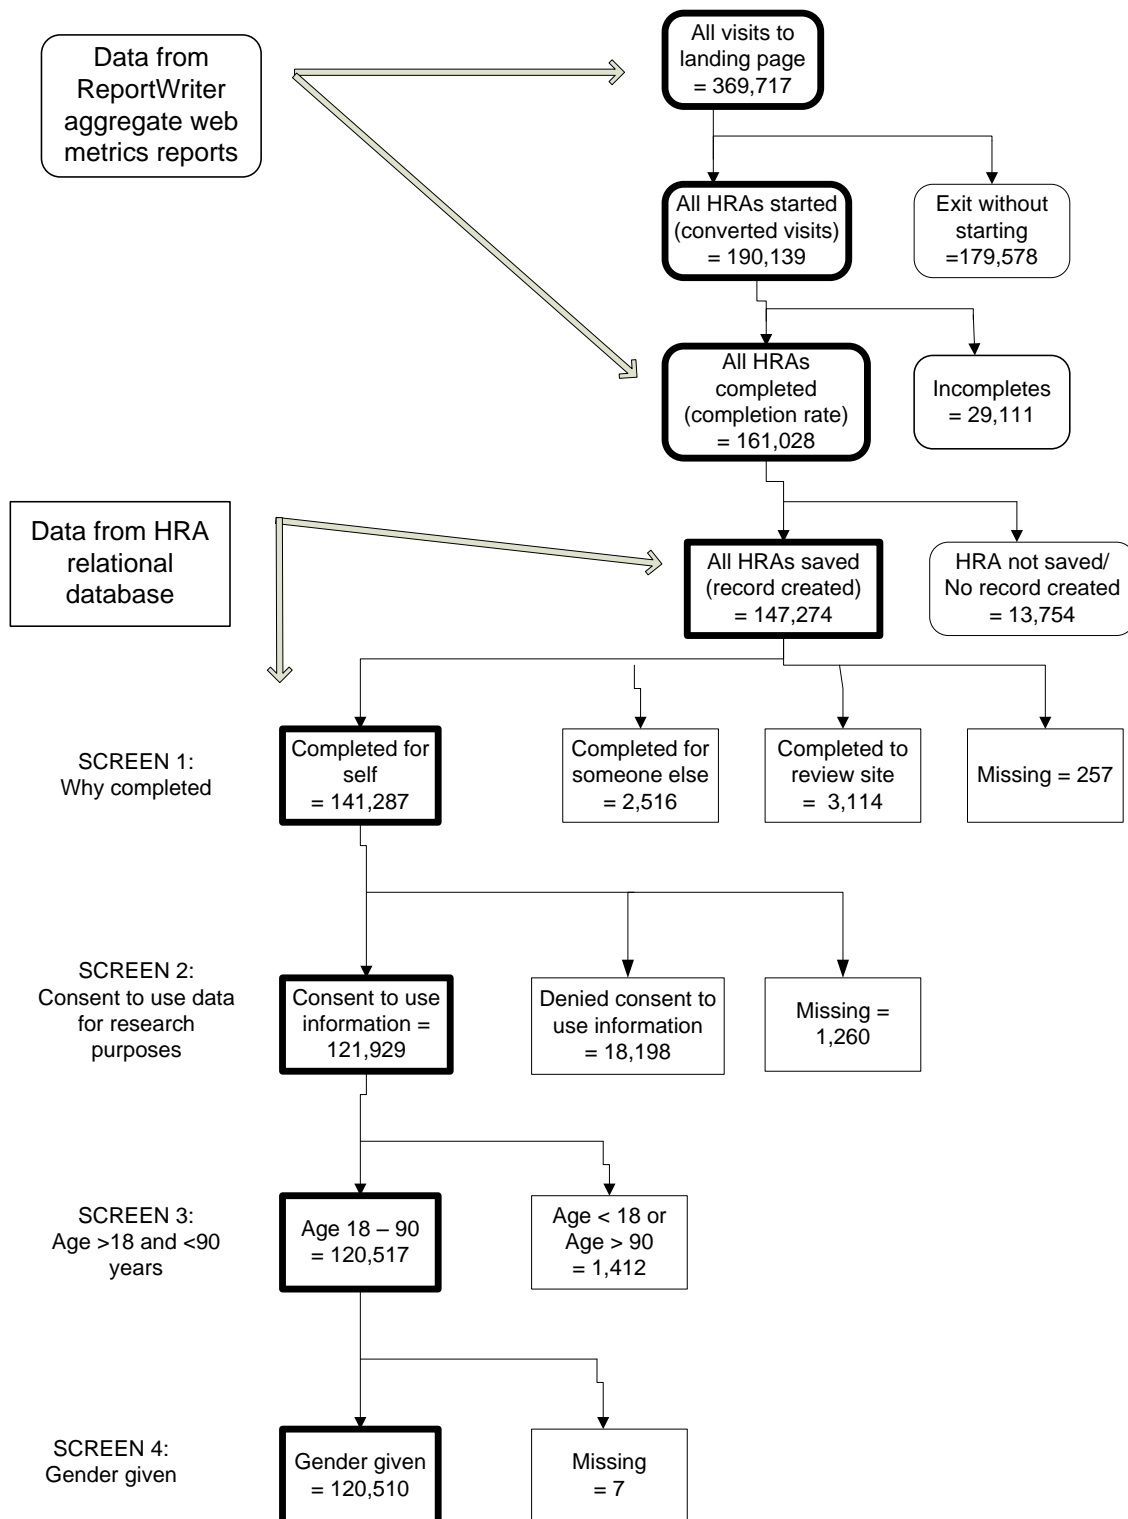 All visits to
landing page
= 369,717
Data from
ReportWriter
aggregate web
metrics reports
All HRAs started
(converted visits)
= 190,139
Exit without
starting
=179,578
All HRAs
completed
(completion rate)
= 161,028
Incompletes
= 29,111
Data from HRA
relational
database
All HRAs saved
(record created)
= 147,274
HRA not saved/
No record created
= 13,754
SCREEN 1:
Why completed
Completed for
self
= 141,287
Completed for
someone else
= 2,516
Completed to
review site
= 3,114
Missing = 257
SCREEN 2:
Consent to use data
for research
purposes
Consent to use
information =
121,929
Denied consent to
use information
= 18,198
Missing =
1,260
SCREEN 3:
Age >18 and <90
years
Age 18 – 90
= 120,517
Age < 18 or
Age > 90
= 1,412
SCREEN 4:
Gender given
Gender given
= 120,510
Missing
= 7